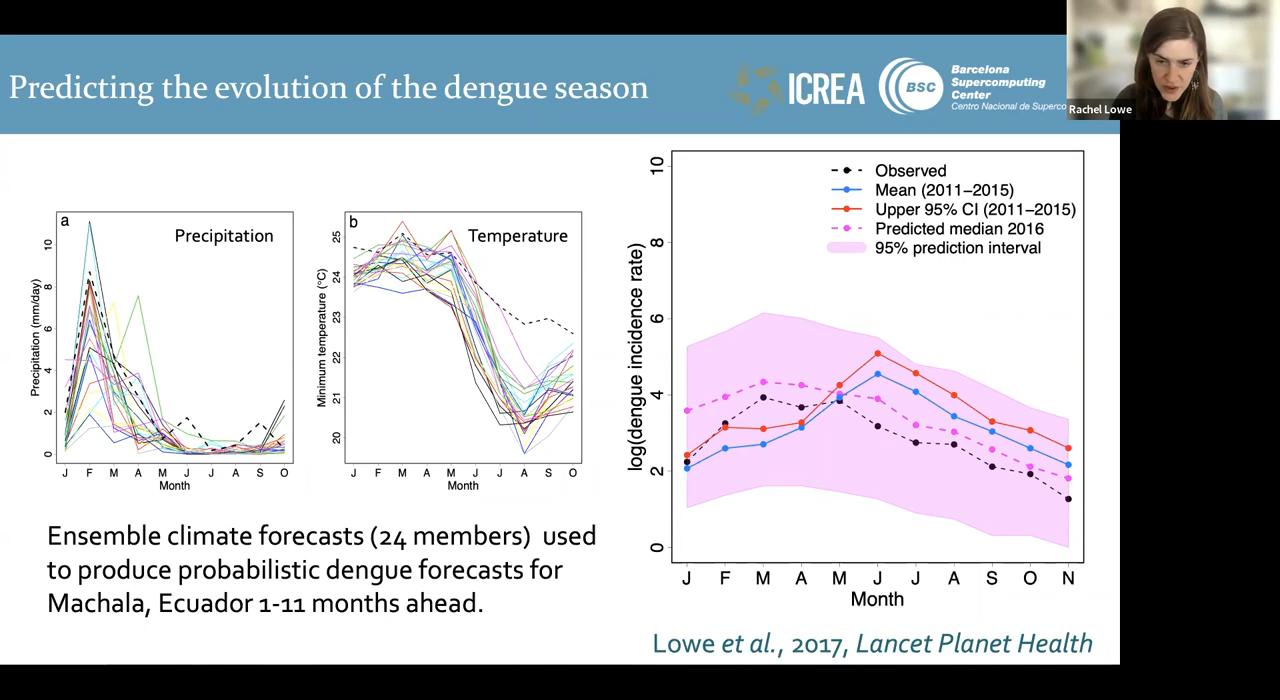 Predicting the evolution of the dengue season
ICREA
BSC
Barcelona
Supercomputing
Center
Centro Nacional de
Rachel Lowe
a
Precipitation
Precipitation (mm/day)
10
8
6
4
2
0
J F M A M J J A S O
Month
b
Temperature
Minimum temperature (°C)
25
24
23
22
21
20
J F M A M J J A S O
Month
Observed
Mean (2011–2015)
Upper 95% CI (2011–2015)
Predicted median 2016
95% prediction interval
log(dengue incidence rate)
10
8
6
4
2
0
J F M A M J J A S O N
Month
Ensemble climate forecasts (24 members) used
to produce probabilistic dengue forecasts for
Machala, Ecuador 1-11 months ahead.
Lowe et al., 2017, Lancet Planet Health